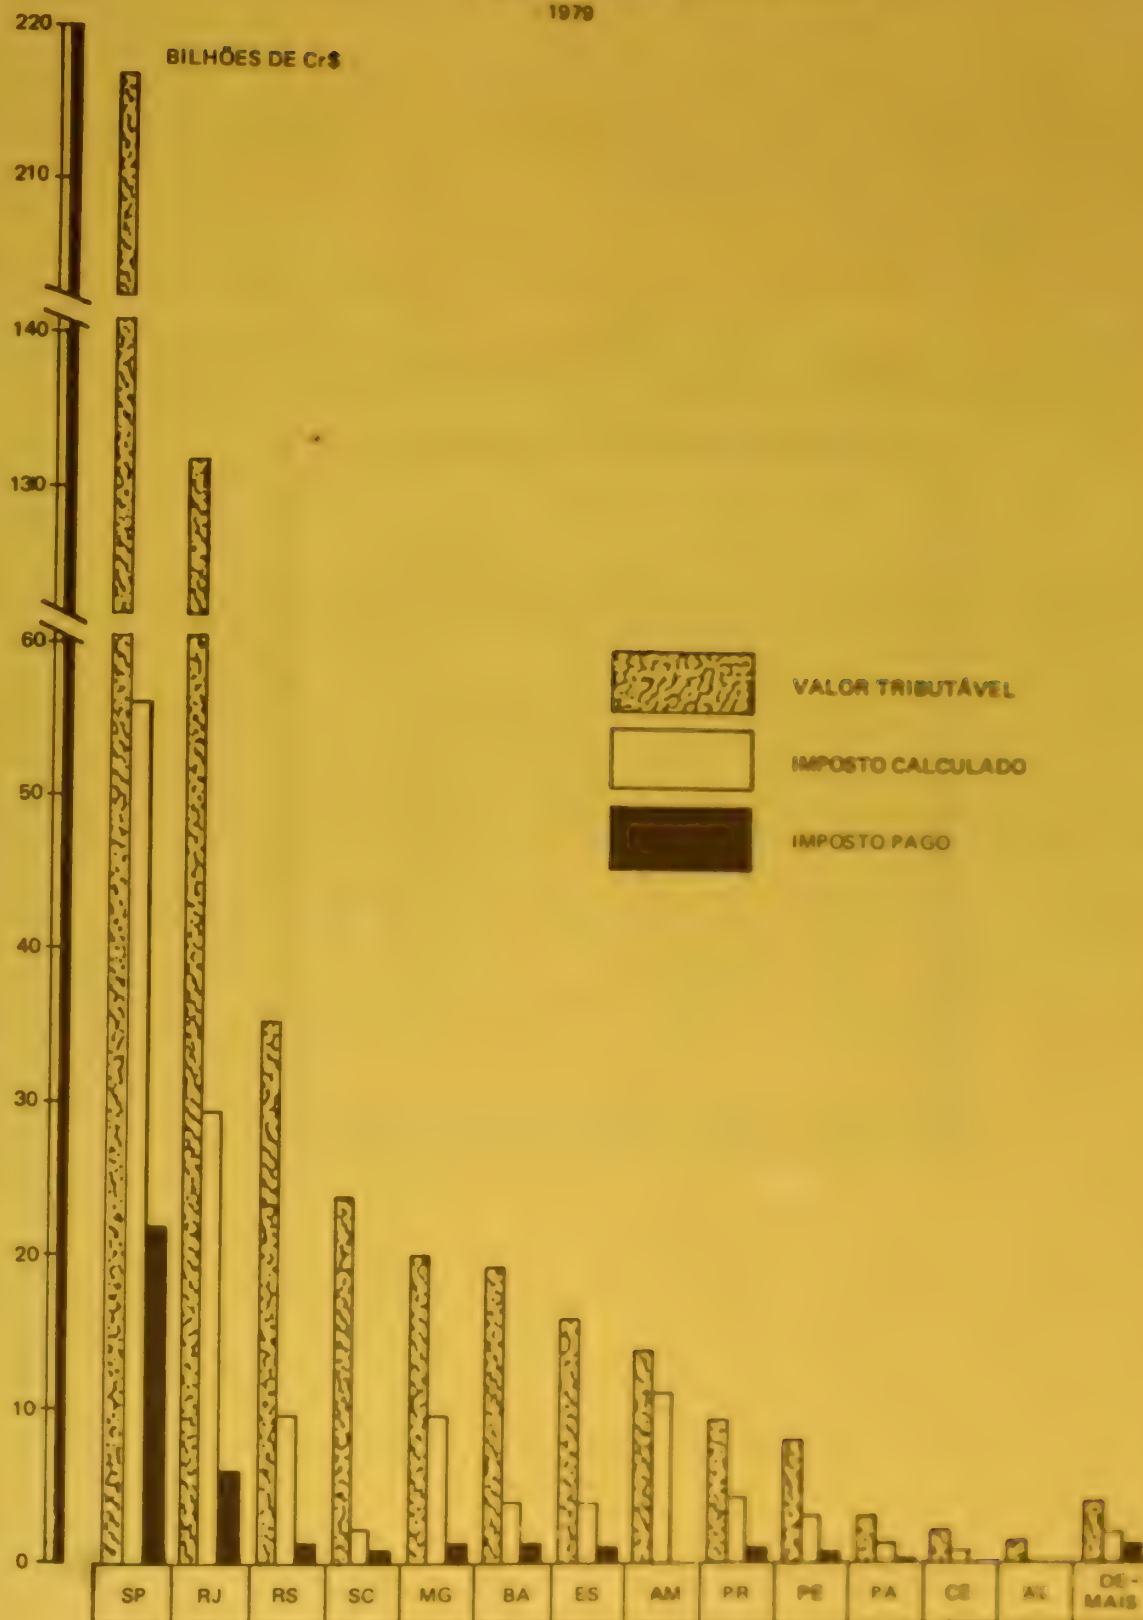 1979
220
BILHÕES DE Cr$
210
140
130
60
VALOR TRIBUTÁVEL
50
IMPOSTO CALCULADO
IMPOSTO PAGO
40
30
20
10
0
SP RJ RS SC MG BA ES AM PR PE PA CE DE-
MAIS